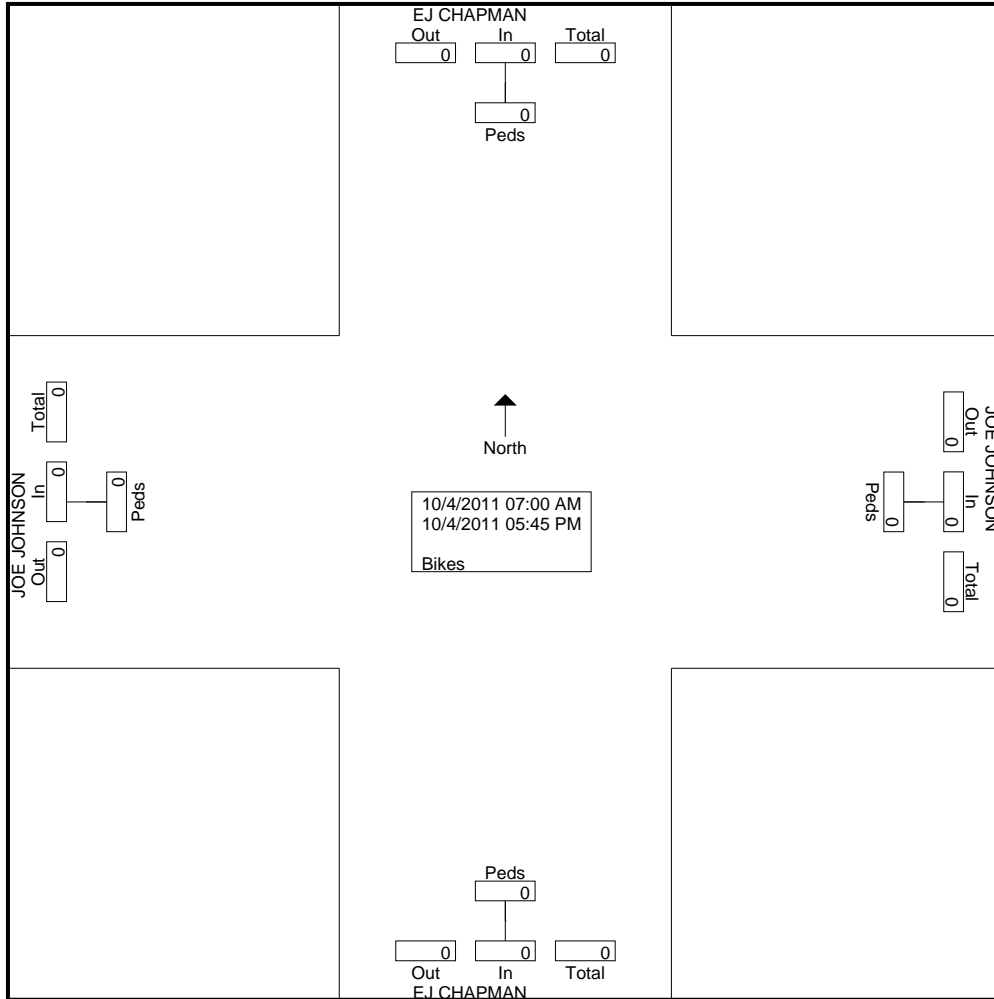 EJ CHAPMAN
Out In Total
0 0 0
0
Peds
JOE JOHNSON
Total
0
In
0
Out
0
0
Peds
North
10/4/2011 07:00 AM
10/4/2011 05:45 PM
Bikes
JOE JOHNSON
Out
0
In
0
Total
0
Peds
0
Peds
0
0 0 0
Out In Total
EJ CHAPMAN